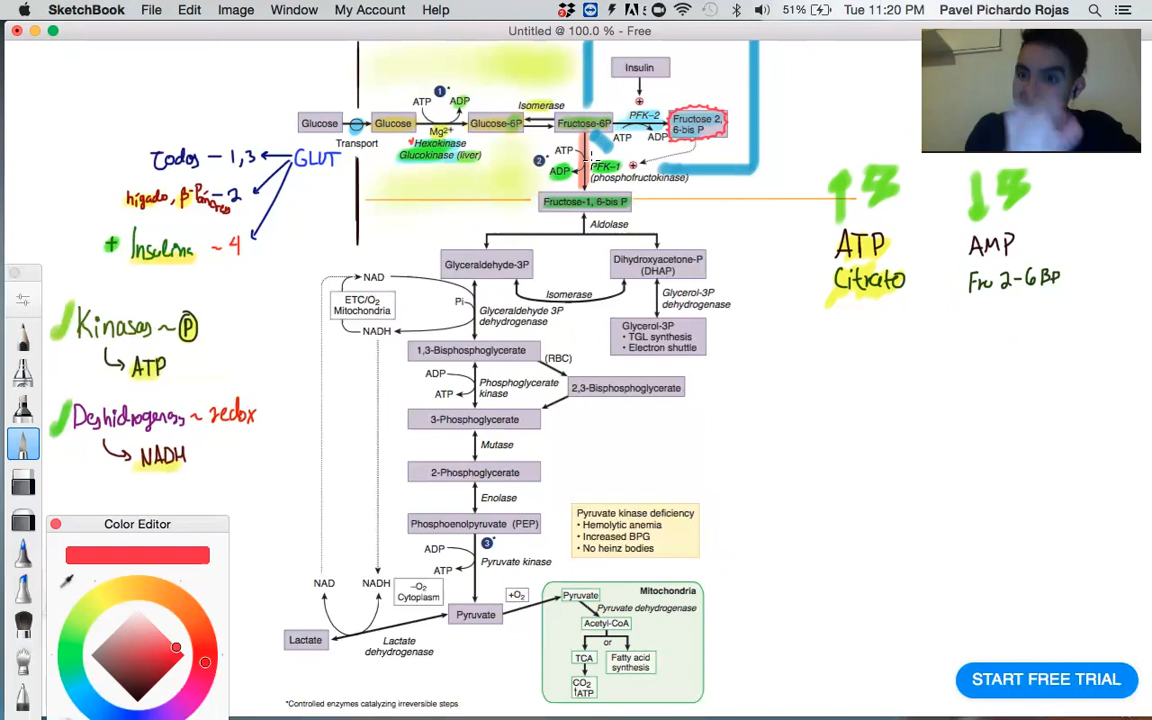 SketchBook File Edit Image Window My Account Help 51% Tue 11:20 PM Pavel Pichardo Rojas
Untitled @ 100.0 % - Free
Insulin
ATP ADP
1*
Isomerase
PFK-2
Glucose Glucose Glucose-6P Fructose-6P Fructose 2, 6-bis P
Transport
Mg2+
Hexokinase
Glucokinase (liver)
ATP ADP
ATP
2*
ADP
PFK-1
(phosphofructokinase)
Fructose-1, 6-bis P
Todos - 1,3 GLUT
hígado, β-Páncreas - 2
+ Insulina ~ 4
ATP AMP
Citrato Fru 2-6 BP
Aldolase
Glyceraldehyde-3P
Dihydroxyacetone-P
(DHAP)
Isomerase
Glycerol-3P
dehydrogenase
Glycerol-3P
• TGL synthesis
• Electron shuttle
NAD
ETC/O2
Mitochondria
NADH
Pi
Glyceraldehyde 3P
dehydrogenase
Kinasas ~ P
ATP
Deshidrogenasas ~ redox
NADH
1,3-Bisphosphoglycerate
(RBC)
ADP
ATP
Phosphoglycerate
kinase
2,3-Bisphosphoglycerate
3-Phosphoglycerate
Mutase
2-Phosphoglycerate
Enolase
Phosphoenolpyruvate (PEP)
ADP
3*
ATP
Pyruvate kinase
Pyruvate kinase deficiency
• Hemolytic anemia
• Increased BPG
• No heinz bodies
NAD NADH
–O2
Cytoplasm
+O2
Pyruvate
Lactate
Lactate
dehydrogenase
Mitochondria
Pyruvate
Pyruvate dehydrogenase
Acetyl-CoA
or
TCA
Fatty acid
synthesis
CO2
↑ATP
*Controlled enzymes catalyzing irreversible steps
Color Editor
START FREE TRIAL